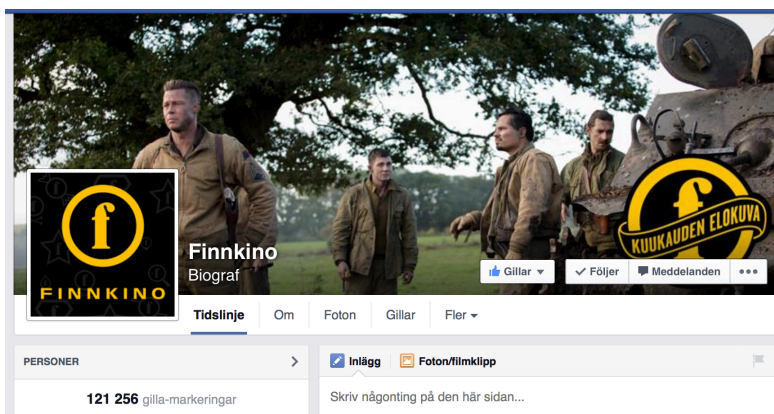 KUUKAUDEN ELOKUVA
FINNKINO
Finnkino
Biograf
Gillar
Följer
Meddelanden
Tidslinje Om Foton Gillar Fler
PERSONER
121 256 gilla-markeringar
Inlägg Foton/filmklipp
Skriv någonting på den här sidan...